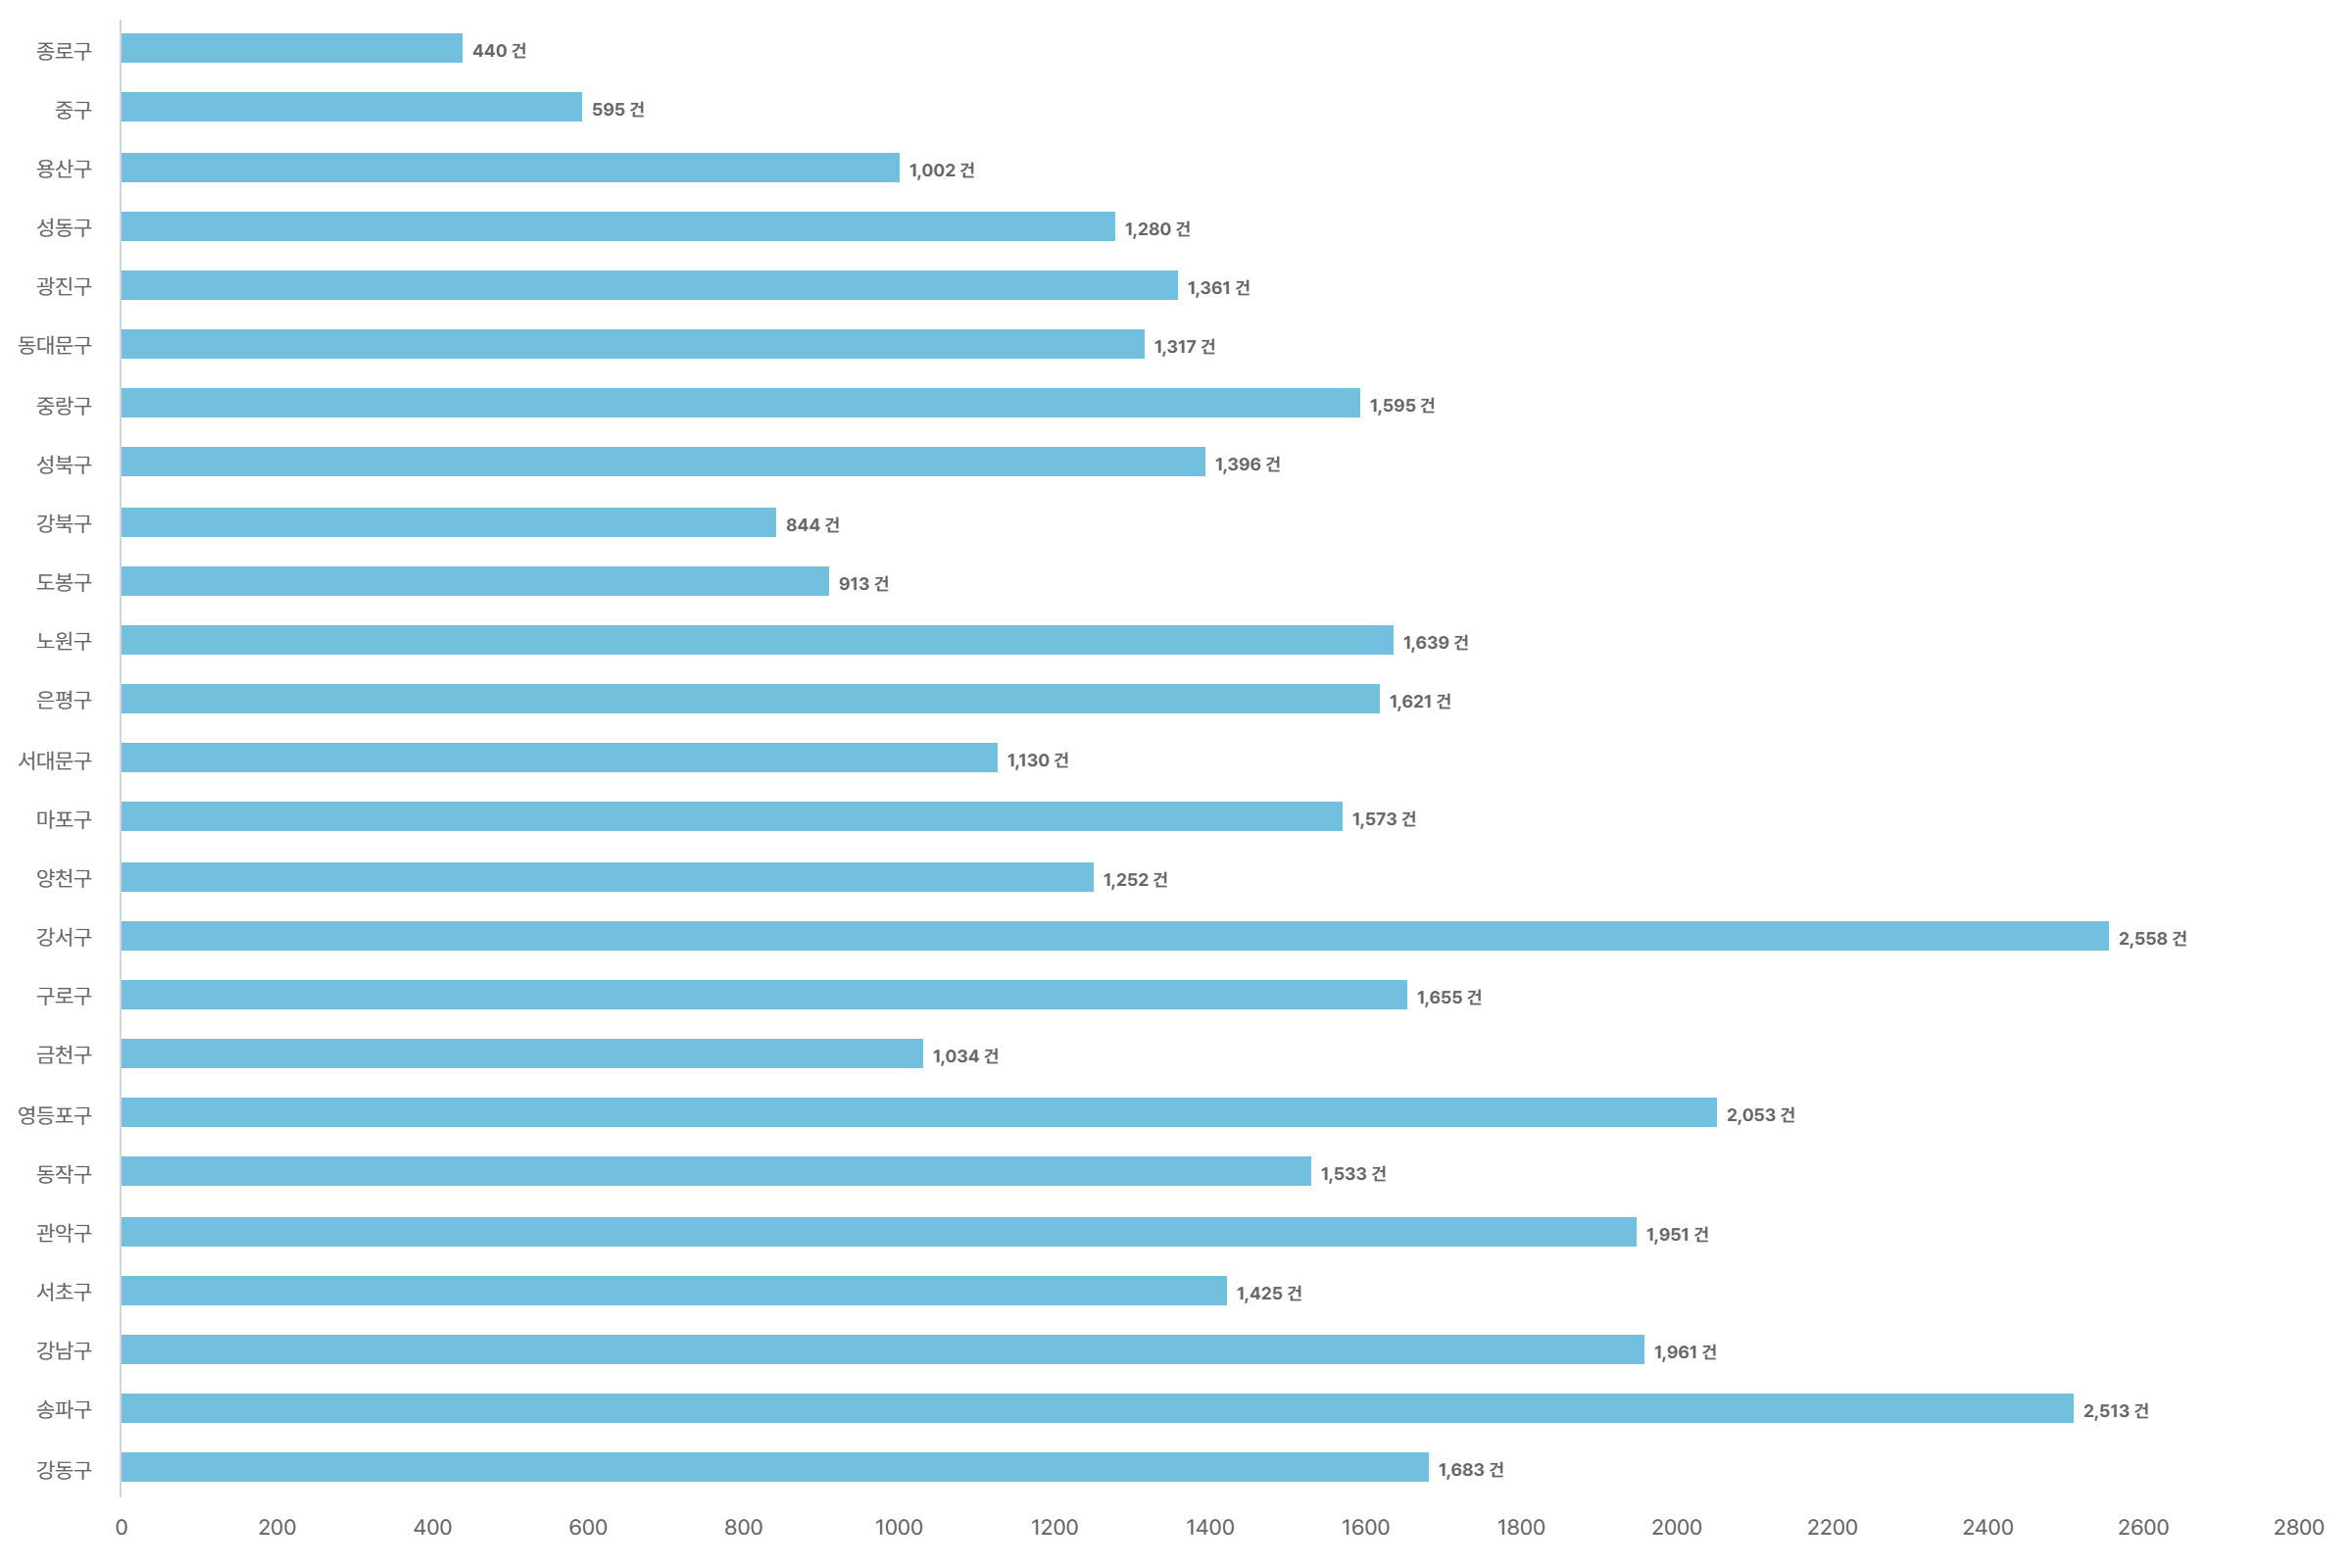 종로구 440 건
중구 595 건
용산구 1,002 건
성동구 1,280 건
광진구 1,361 건
동대문구 1,317 건
중랑구 1,595 건
성북구 1,396 건
강북구 844 건
도봉구 913 건
노원구 1,639 건
은평구 1,621 건
서대문구 1,130 건
마포구 1,573 건
양천구 1,252 건
강서구 2,558 건
구로구 1,655 건
금천구 1,034 건
영등포구 2,053 건
동작구 1,533 건
관악구 1,951 건
서초구 1,425 건
강남구 1,961 건
송파구 2,513 건
강동구 1,683 건
0 200 400 600 800 1000 1200 1400 1600 1800 2000 2200 2400 2600 2800